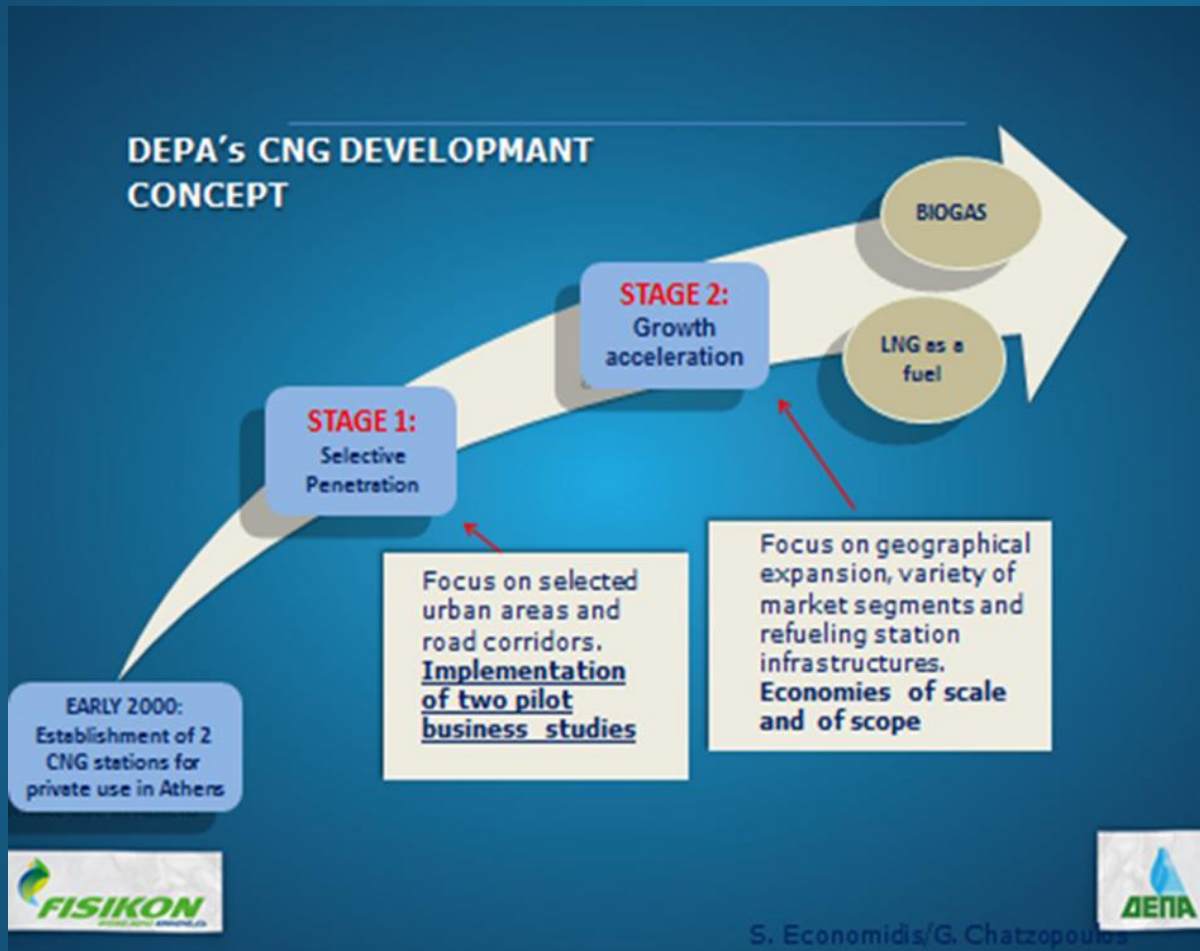 DEPA's CNG DEVELOPMANT
CONCEPT
BIOGAS
STAGE 2:
Growth
acceleration
LNG as a
fuel
STAGE 1:
Selective
Penetration
Focus on selected
urban areas and
road corridors.
Implementation
of two pilot
business studies
Focus on geographical
expansion, variety of
market segments and
refueling station
infrastructures.
Economies of scale
and of scope
EARLY 2000:
Establishment of 2
CNG stations for
private use in Athens
FISIKON
ΔΕΠΑ
S. Economidis/G. Chatzopoulos